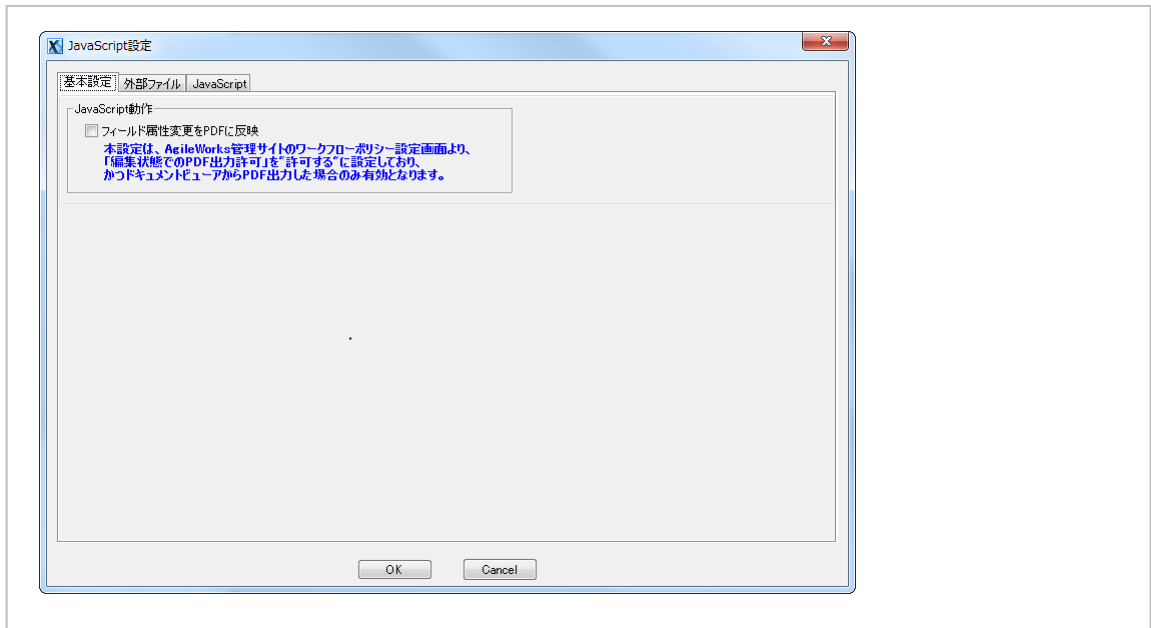 JavaScript設定
基本設定 外部ファイル JavaScript
JavaScript動作
フィールド属性変更をPDFに反映
本設定は、AgileWorks管理サイトのワークフローポリシー設定画面より、
「編集状態でのPDF出力許可」を"許可する"に設定しており、
かつドキュメントビューアからPDF出力した場合のみ有効となります。
OK Cancel